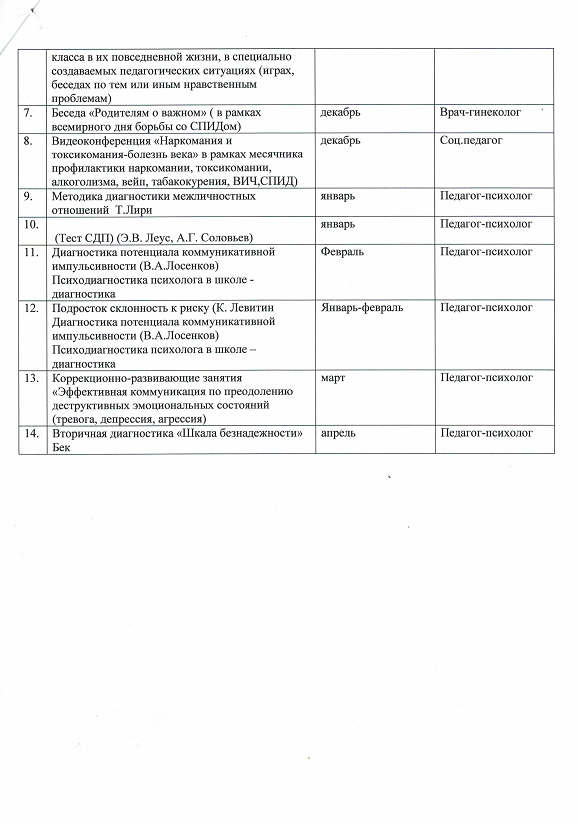 класса в их повседневной жизни, в специально
создаваемых педагогических ситуациях (играх,
беседах по тем или иным нравственным
проблемам)
7. Беседа «Родителям о важном» ( в рамках декабрь Врач-гинеколог
всемирного дня борьбы со СПИДом)
8. Видеоконференция «Наркомания и декабрь Соц.педагог
токсикомания-болезнь века» в рамках месячника
профилактики наркомании, токсикомании,
алкоголизма, вейп, табакокурения, ВИЧ,СПИД)
9. Методика диагностики межличностных январь Педагог-психолог
отношений Т.Лири
10. январь Педагог-психолог
(Тест СДП) (Э.В. Леус, А.Г. Соловьев)
11. Диагностика потенциала коммуникативной Февраль Педагог-психолог
импульсивности (В.А.Лосенков)
Психодиагностика психолога в школе -
диагностика
12. Подросток склонность к риску (К. Левитин Январь-февраль Педагог-психолог
Диагностика потенциала коммуникативной
импульсивности (В.А.Лосенков)
Психодиагностика психолога в школе –
диагностика
13. Коррекционно-развивающие занятия март Педагог-психолог
«Эффективная коммуникация по преодолению
деструктивных эмоциональных состояний
(тревога, депрессия, агрессия)
14. Вторичная диагностика «Шкала безнадежности» апрель Педагог-психолог
Бек